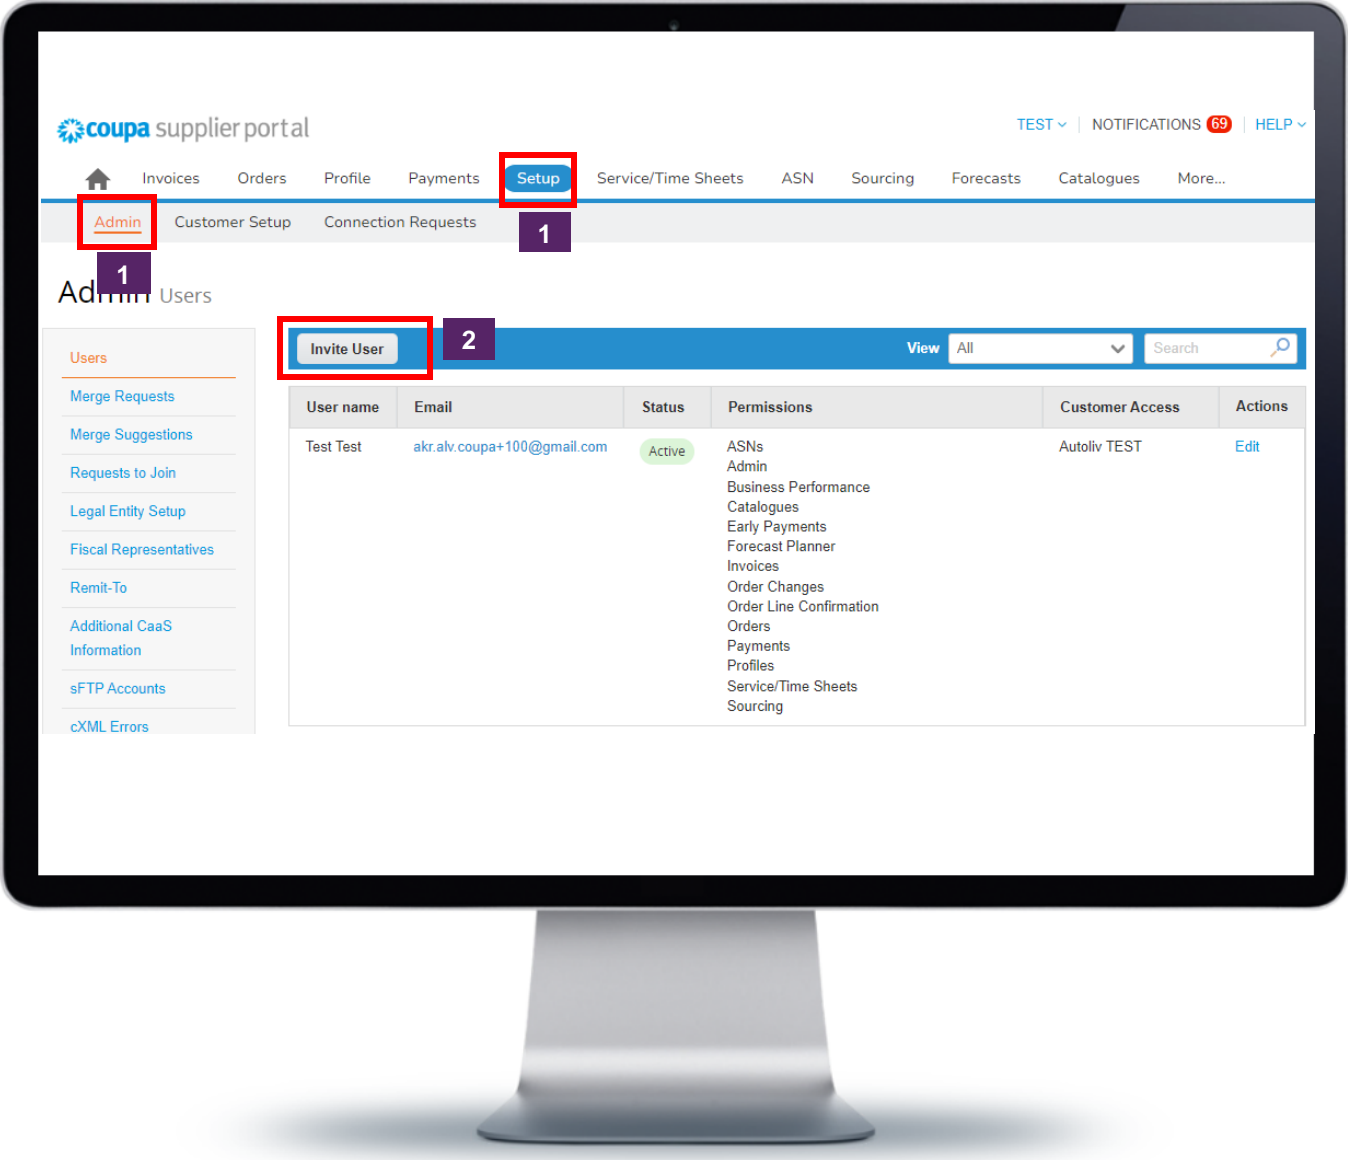 coupa supplier portal
TEST NOTIFICATIONS 69 HELP
Invoices Orders Profile Payments Setup Service/Time Sheets ASN Sourcing Forecasts Catalogues More...
Admin Customer Setup Connection Requests
1
1
Admin Users
Users
Merge Requests
Merge Suggestions
Requests to Join
Legal Entity Setup
Fiscal Representatives
Remit-To
Additional CaaS
Information
sFTP Accounts
cXML Errors
Invite User
2
View All Search
User name Email Status Permissions Customer Access Actions
Test Test akr.alv.coupa+100@gmail.com Active ASNs Autoliv TEST Edit
Admin
Business Performance
Catalogues
Early Payments
Forecast Planner
Invoices
Order Changes
Order Line Confirmation
Orders
Payments
Profiles
Service/Time Sheets
Sourcing